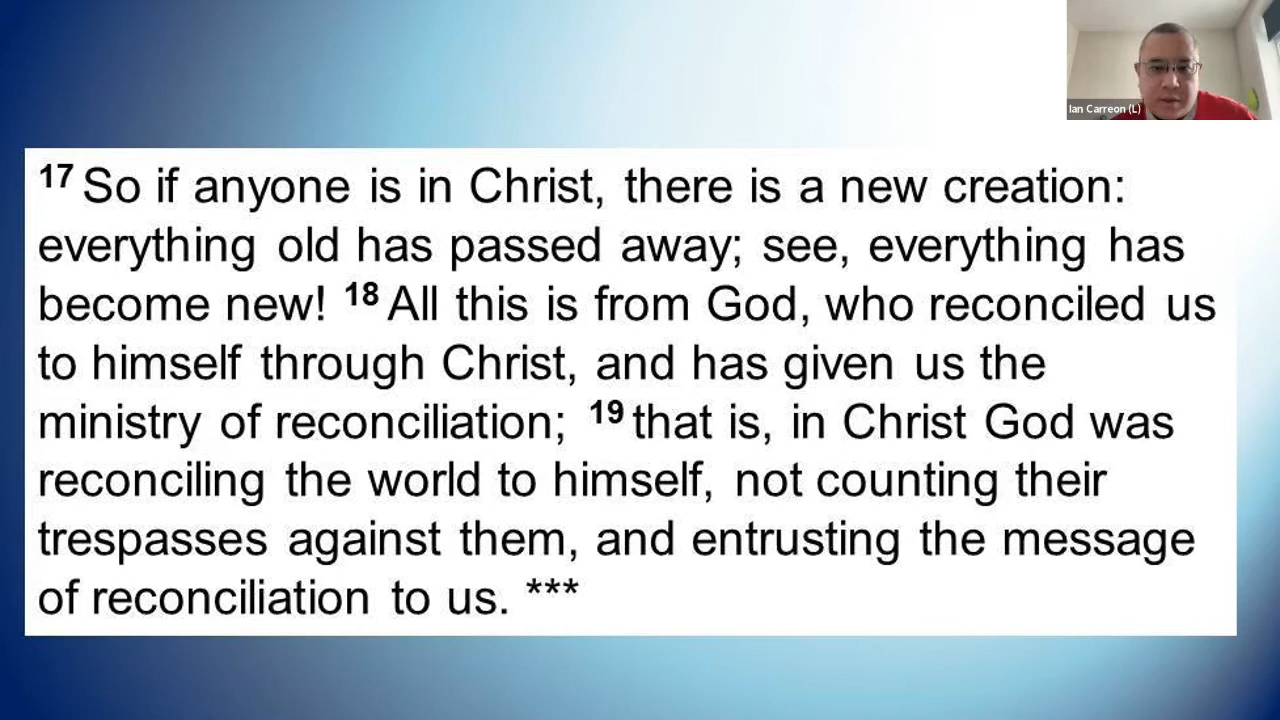 Ian Carreon (L)
17 So if anyone is in Christ, there is a new creation:
everything old has passed away; see, everything has
become new! 18 All this is from God, who reconciled us
to himself through Christ, and has given us the
ministry of reconciliation; 19 that is, in Christ God was
reconciling the world to himself, not counting their
trespasses against them, and entrusting the message
of reconciliation to us. ***